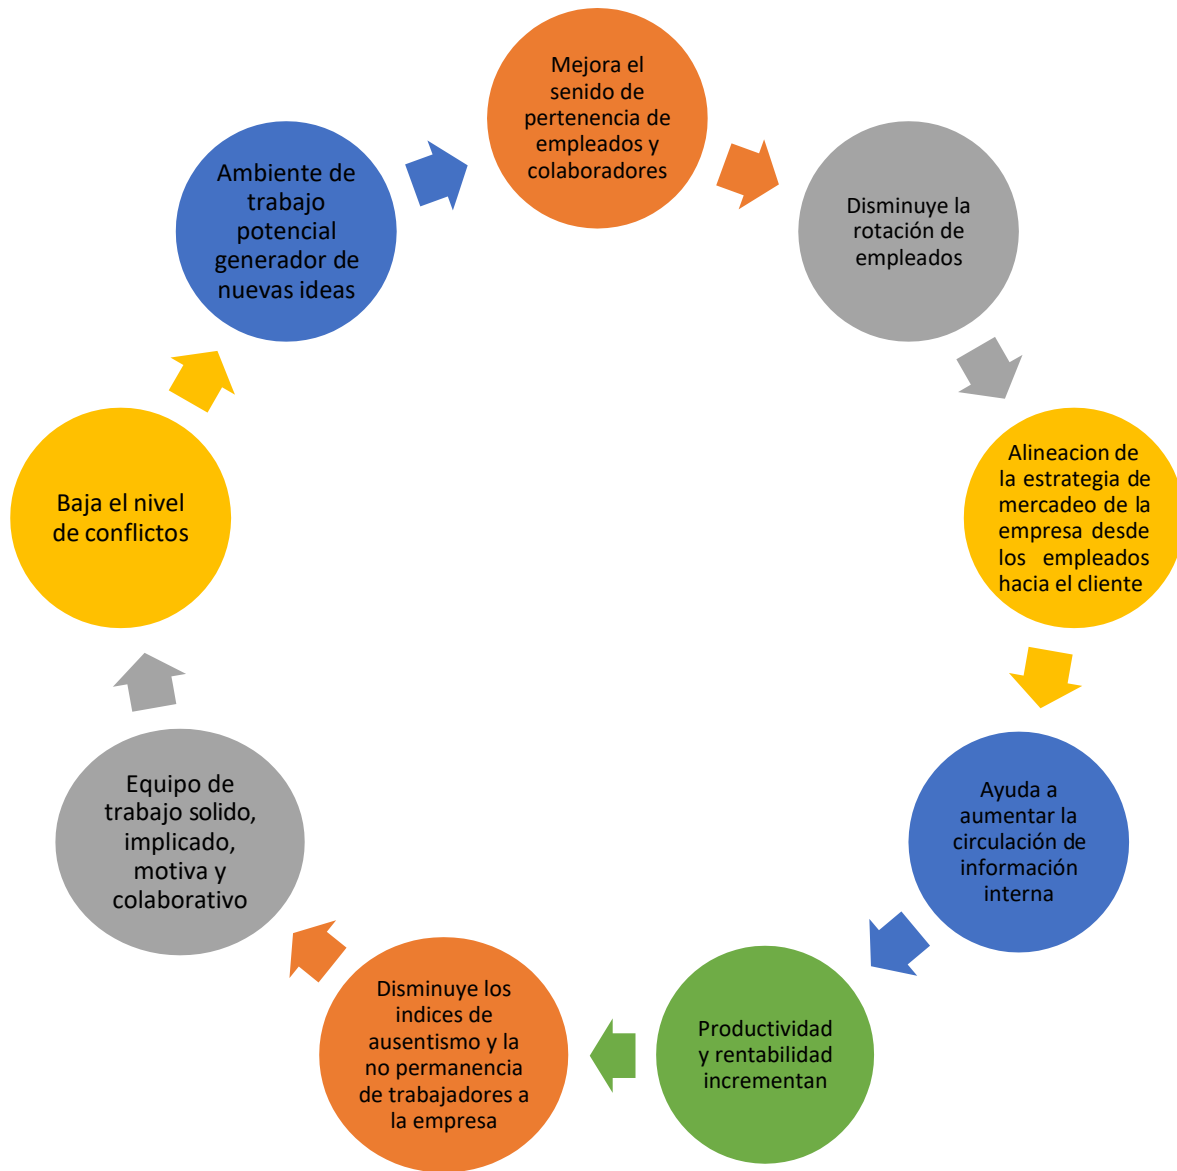 Mejora el
senido de
pertenencia de
empleados y
colaboradores
Disminuye la
rotación de
empleados
Alineacion de
la estrategia de
mercadeo de la
empresa desde
los empleados
hacia el cliente
Ayuda a
aumentar la
circulación de
información
interna
Productividad
y rentabilidad
incrementan
Disminuye los
indices de
ausentismo y la
no permanencia
de trabajadores a
la empresa
Equipo de
trabajo solido,
implicado,
motiva y
colaborativo
Baja el nivel
de conflictos
Ambiente de
trabajo
potencial
generador de
nuevas ideas